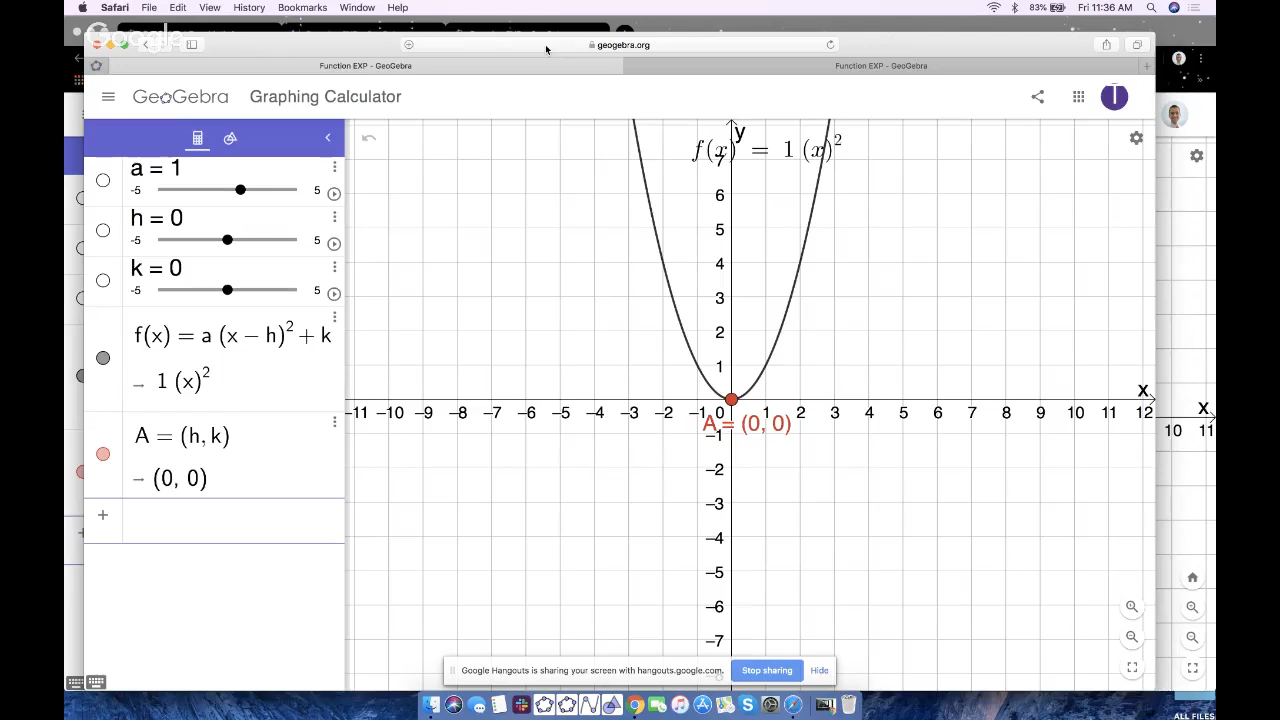 Safari File Edit View History Bookmarks Window Help 83% Fri 11:36 AM
Google
geogebra.org
Function EXP - GeoGebra Function EXP - GeoGebra
GeoGebra Graphing Calculator T
a = 1
-5 5
h = 0
-5 5
k = 0
-5 5
f(x) = a (x − h)² + k
→ 1 (x)²
A = (h, k)
→ (0, 0)
y
f(x) = 1 (x)²
7
6
5
4
3
2
1
x
−11 −10 −9 −8 −7 −6 −5 −4 −3 −2 −1 0 1 2 3 4 5 6 7 8 9 10 11 12
A = (0, 0)
−1
−2
−3
−4
−5
−6
−7
x
10 11
Google Hangouts is sharing your screen with hangouts.google.com. Stop sharing Hide
ALL FILES